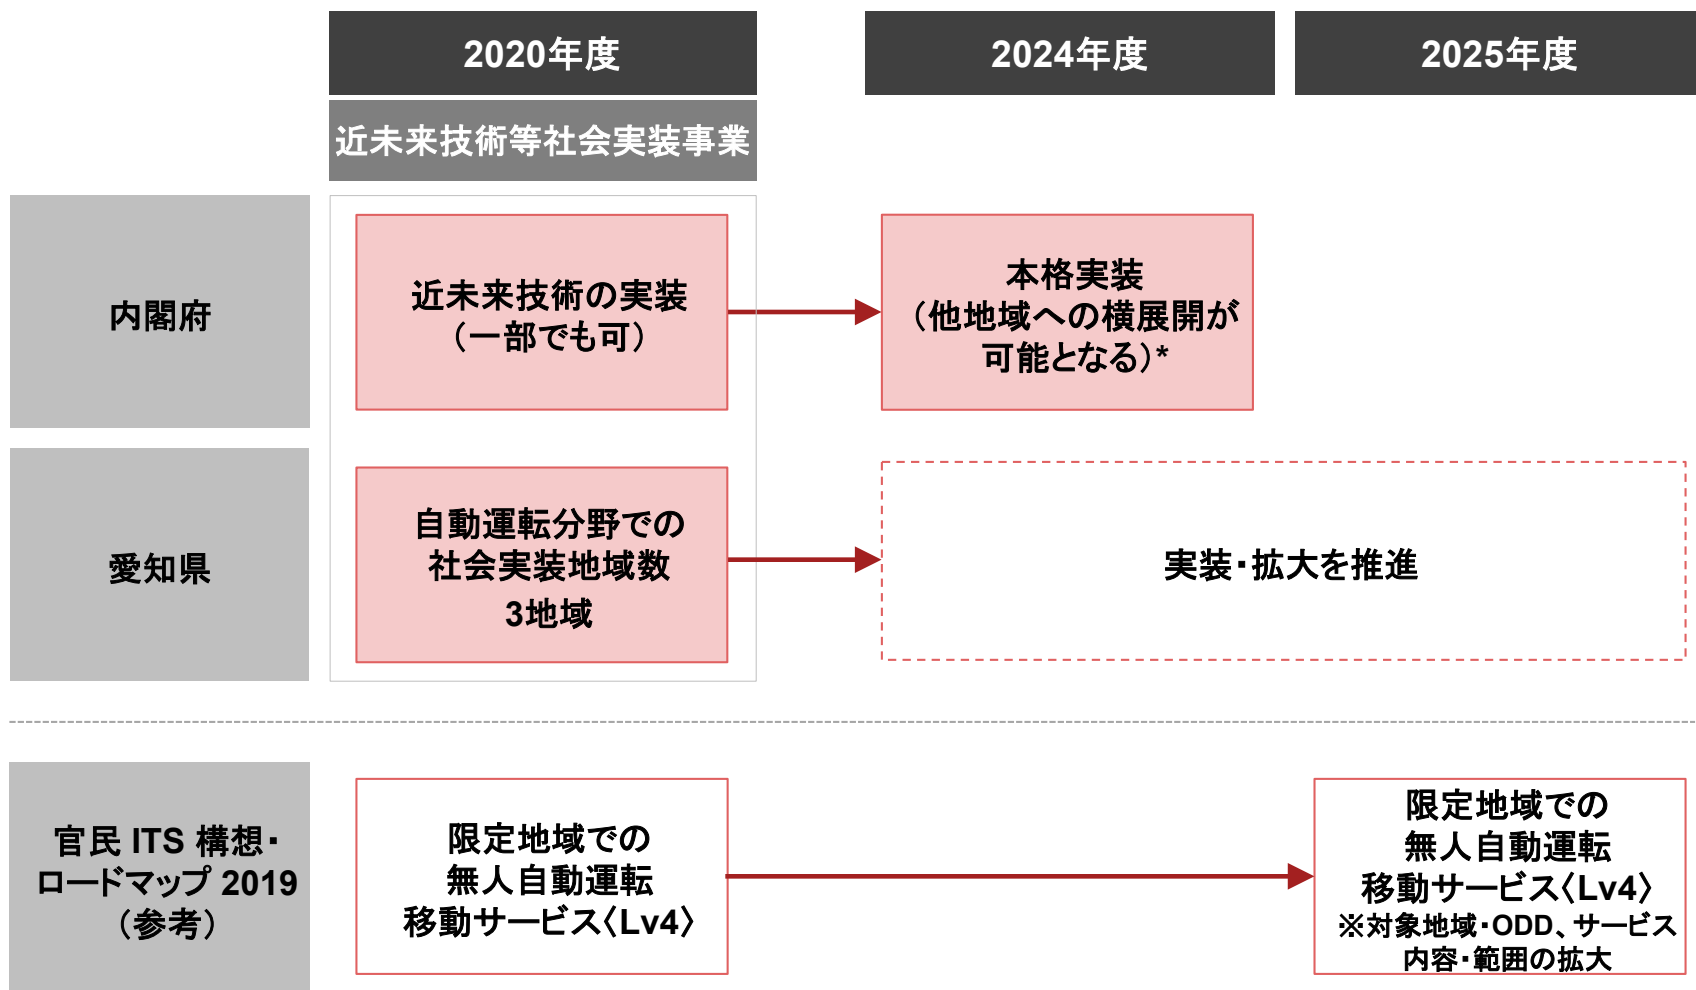 2020年度
2024年度
2025年度
近未来技術等社会実装事業
内閣府
近未来技術の実装
（一部でも可）
本格実装
（他地域への横展開が
可能となる）*
愛知県
自動運転分野での
社会実装地域数
3地域
実装・拡大を推進
官民 ITS 構想・
ロードマップ 2019
（参考）
限定地域での
無人自動運転
移動サービス〈Lv4〉
限定地域での
無人自動運転
移動サービス〈Lv4〉
※対象地域・ODD、サービス
内容・範囲の拡大